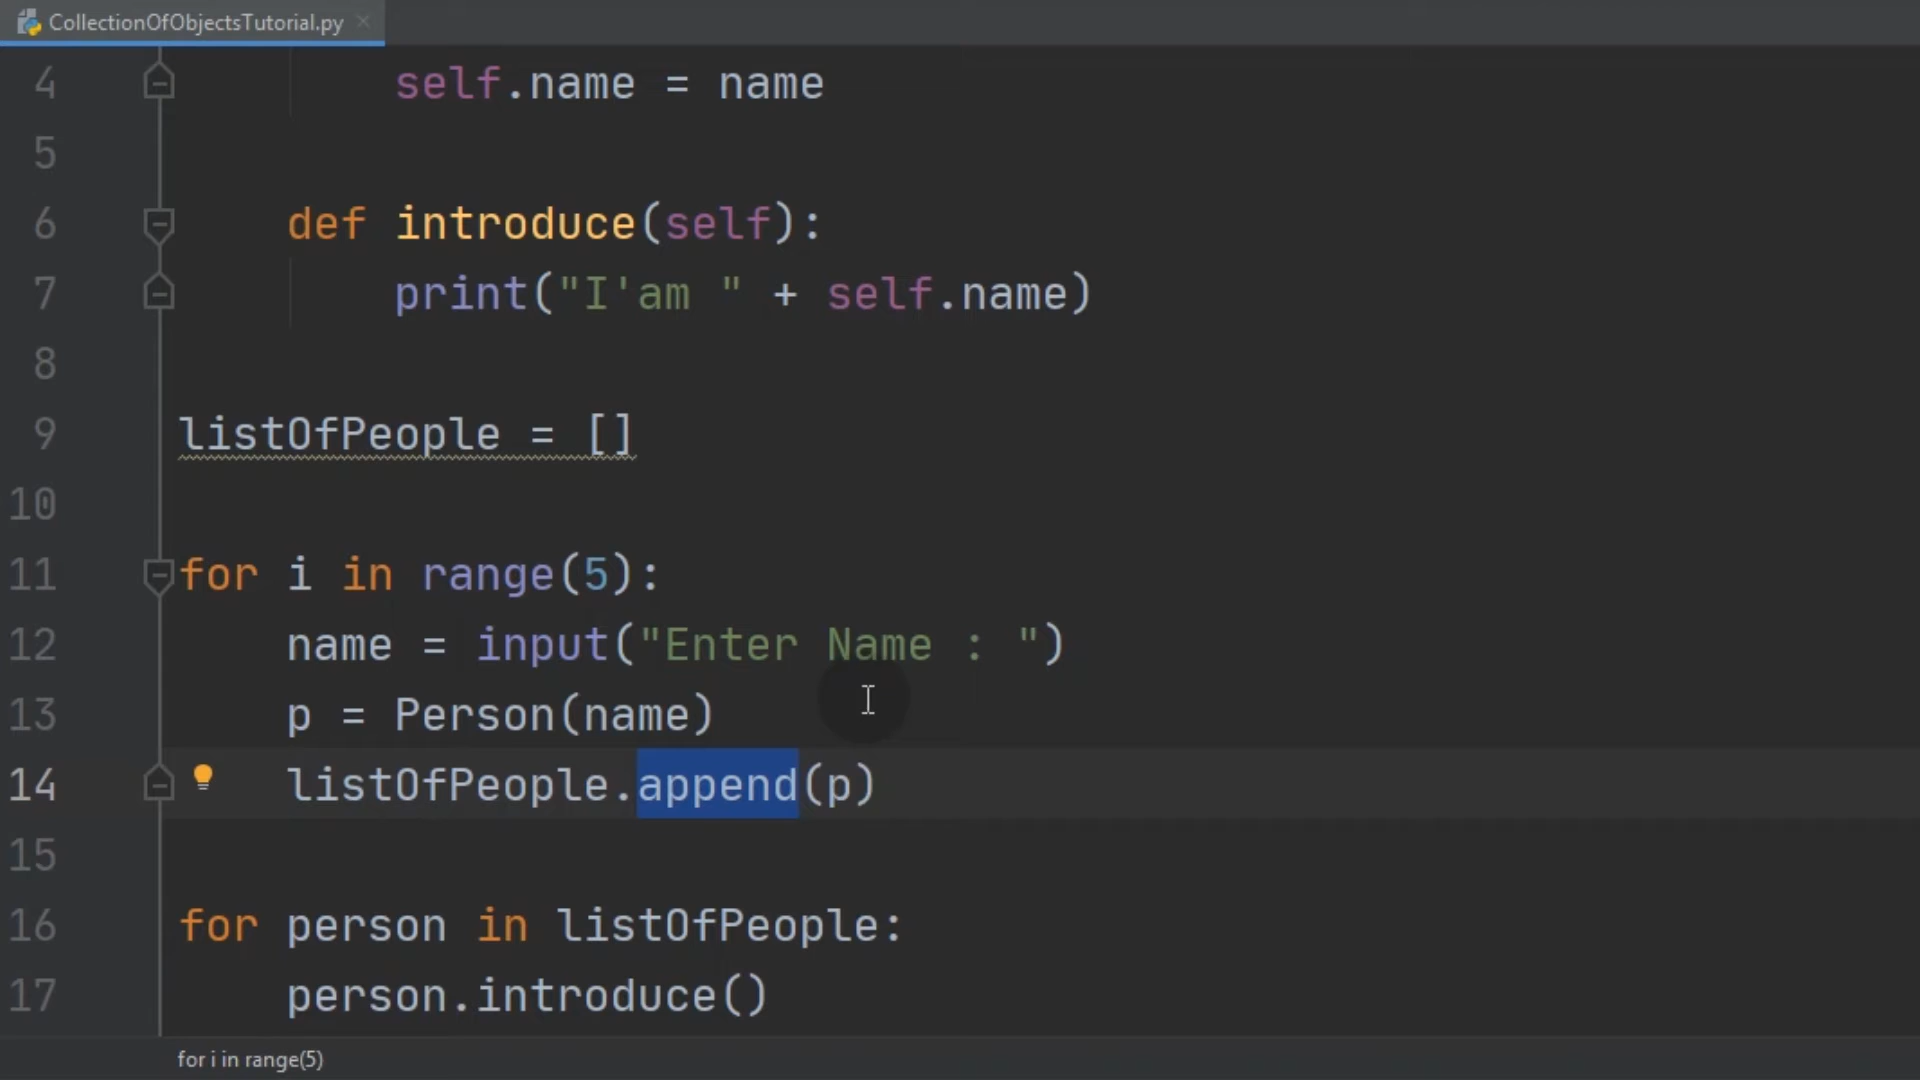 CollectionOfObjectsTutorial.py
4 self.name = name
5
6 def introduce(self):
7 print("I'am " + self.name)
8
9 listOfPeople = []
10
11 for i in range(5):
12 name = input("Enter Name : ")
13 p = Person(name)
14 listOfPeople.append(p)
15
16 for person in listOfPeople:
17 person.introduce()
for i in range(5)